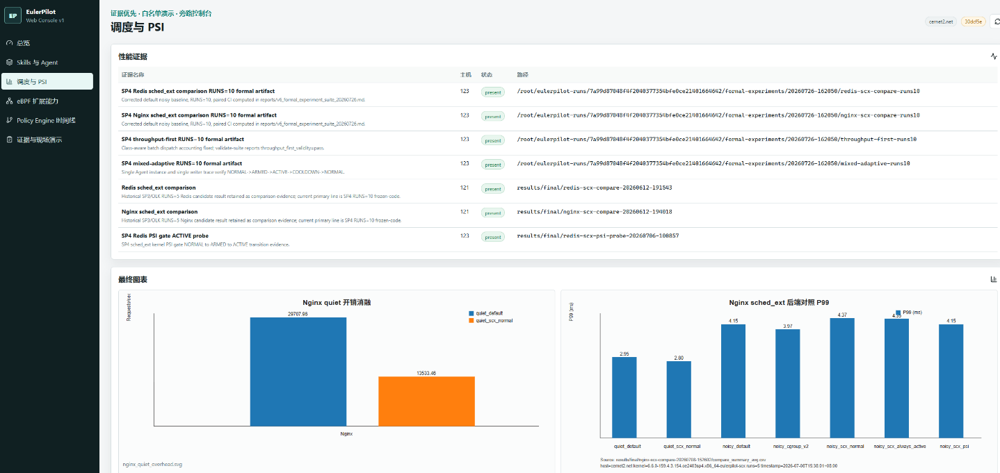 EP
EulerPilot
Web Console v1
总览
Skills 与 Agent
调度与 PSI
eBPF 扩展能力
Policy Engine 时间线
证据与现场演示
证据优先 · 白名单演示 · 旁路控制台
调度与 PSI
cernet2.net
30dcf5e
性能证据
证据名称 主机 状态 路径
SP4 Redis sched_ext comparison RUNS=10 formal artifact
Corrected default noisy baseline, RUNS=10, paired CI computed in reports/v6_formal_experiment_suite_20260726.md.
123 present /root/eulerpilot-runs/7a99d87048f4f2040377354bfe0ce21401664642/formal-experiments/20260726-162050/redis-scx-compare-runs10
SP4 Nginx sched_ext comparison RUNS=10 formal artifact
Corrected default noisy baseline, RUNS=10, paired CI computed in reports/v6_formal_experiment_suite_20260726.md.
123 present /root/eulerpilot-runs/7a99d87048f4f2040377354bfe0ce21401664642/formal-experiments/20260726-162050/nginx-scx-compare-runs10
SP4 throughput-first RUNS=10 formal artifact
Class-aware batch dispatch accounting fixed; validate-suite reports throughput_first_validity=pass.
123 present /root/eulerpilot-runs/7a99d87048f4f2040377354bfe0ce21401664642/formal-experiments/20260726-162050/throughput-first-runs10
SP4 mixed-adaptive RUNS=10 formal artifact
Single Agent instance and single writer trace verify NORMAL->ARMED->ACTIVE->COOLDOWN->NORMAL.
123 present /root/eulerpilot-runs/7a99d87048f4f2040377354bfe0ce21401664642/formal-experiments/20260726-162050/mixed-adaptive-runs10
Redis sched_ext comparison
Historical SP3/OLK RUNS=5 Redis candidate result retained as comparison evidence; current primary line is SP4 RUNS=10 frozen-code.
121 present results/final/redis-scx-compare-20260612-191543
Nginx sched_ext comparison
Historical SP3/OLK RUNS=5 Nginx candidate result retained as comparison evidence; current primary line is SP4 RUNS=10 frozen-code.
121 present results/final/nginx-scx-compare-20260612-194018
SP4 Redis PSI gate ACTIVE probe
SP4 sched_ext kernel PSI gate NORMAL to ARMED to ACTIVE transition evidence.
123 present results/final/redis-scx-psi-probe-20260706-100857
最终图表
Nginx quiet 开销消融
Requests/sec
quiet_default
quiet_scx_normal
29707.96
13533.46
Nginx
nginx_quiet_overhead.svg
Nginx sched_ext 后端对照 P99
P99 (ms)
P99 (ms)
2.95
2.80
4.15
3.97
4.37
4.35
4.15
quiet_default quiet_scx_normal noisy_default noisy_cgroup_v2 noisy_scx_normal noisy_scx_always_active noisy_scx_psi
Source: results/final/nginx-scx-compare-20260708-152602/compare_summary_avg.csv
host=cernet2.net kernel=6.6.0-159.4.3.154.oe2403sp4.x86_64-eulerpilot-scx runs=5 timestamp=2026-07-08T15:38:01+08:00